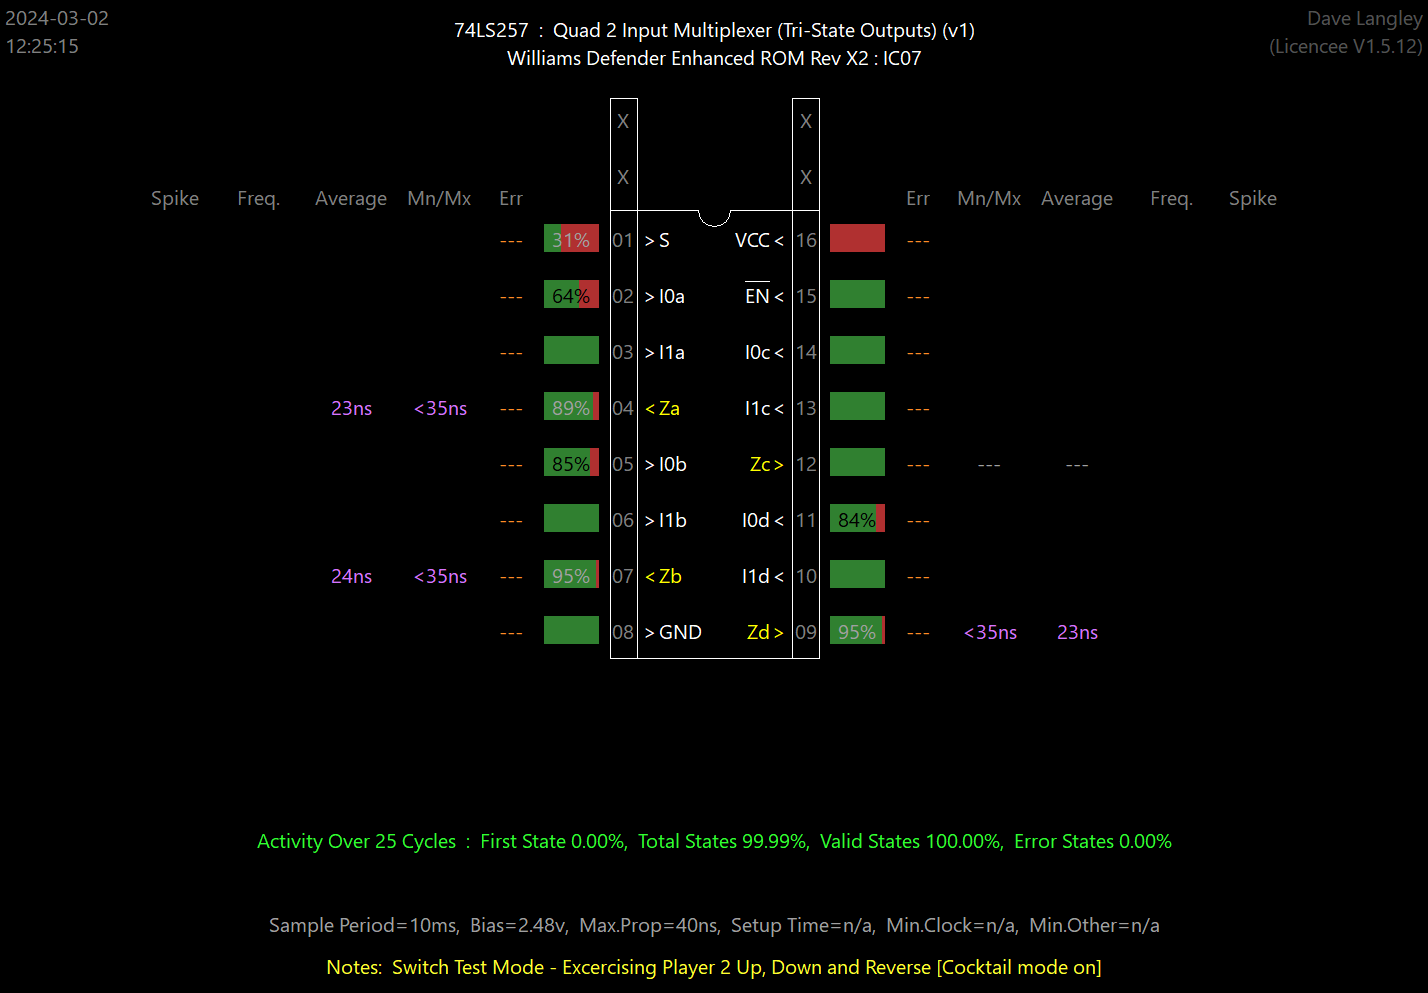 2024-03-02
12:25:15
74LS257 : Quad 2 Input Multiplexer (Tri-State Outputs) (v1)
Williams Defender Enhanced ROM Rev X2 : IC07
Dave Langley
(Licencee V1.5.12)
X X
X X
Spike Freq. Average Mn/Mx Err Err Mn/Mx Average Freq. Spike
--- 31% 01 > S VCC < 16 ---
--- 64% 02 > I0a EN < 15 ---
--- 03 > I1a I0c < 14 ---
23ns <35ns --- 89% 04 < Za I1c < 13 ---
--- 85% 05 > I0b Zc > 12 --- --- ---
--- 06 > I1b I0d < 11 84% ---
24ns <35ns --- 95% 07 < Zb I1d < 10 ---
--- 08 > GND Zd > 09 95% --- <35ns 23ns
Activity Over 25 Cycles : First State 0.00%, Total States 99.99%, Valid States 100.00%, Error States 0.00%
Sample Period=10ms, Bias=2.48v, Max.Prop=40ns, Setup Time=n/a, Min.Clock=n/a, Min.Other=n/a
Notes: Switch Test Mode - Excercising Player 2 Up, Down and Reverse [Cocktail mode on]